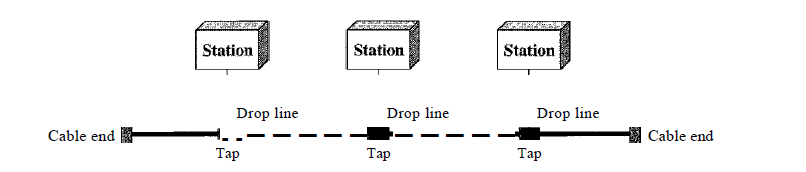 Station Station Station
Drop line Drop line Drop line
Cable end Cable end
Tap Tap Tap